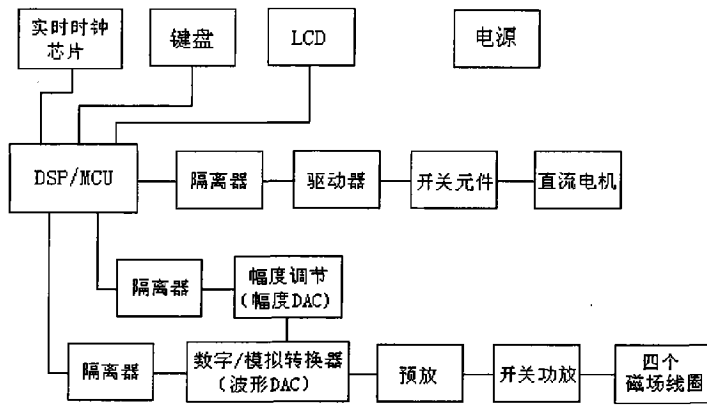 实时时钟
芯片
键盘
LCD
电源
DSP/MCU
隔离器
驱动器
开关元件
直流电机
隔离器
幅度调节
(幅度DAC)
隔离器
数字/模拟转换器
(波形DAC)
预放
开关功放
四个
磁场线圈